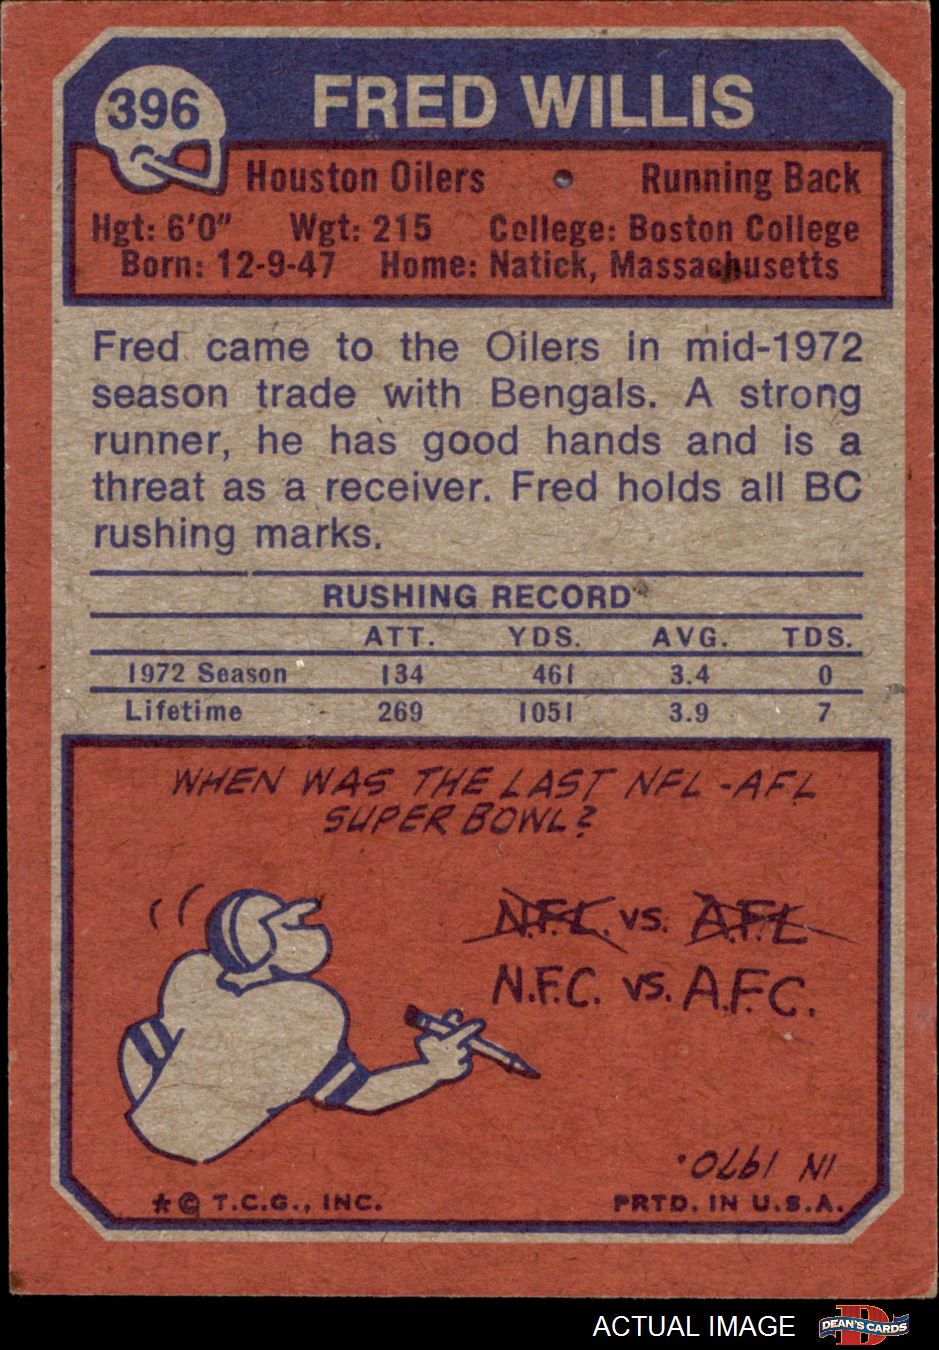 396
FRED WILLIS
Houston Oilers • Running Back
Hgt: 6'0" Wgt: 215 College: Boston College
Born: 12-9-47 Home: Natick, Massachusetts
Fred came to the Oilers in mid-1972
season trade with Bengals. A strong
runner, he has good hands and is a
threat as a receiver. Fred holds all BC
rushing marks.
RUSHING RECORD
ATT. YDS. AVG. TDS.
1972 Season 134 461 3.4 0
Lifetime 269 1051 3.9 7
WHEN WAS THE LAST NFL-AFL
SUPER BOWL?
N.F.L. VS. A.F.L.
N.F.C. VS. A.F.C.
IN 1970.
* © T.C.G., INC. PRTD. IN U.S.A.
ACTUAL IMAGE
D
DEAN'S CARDS